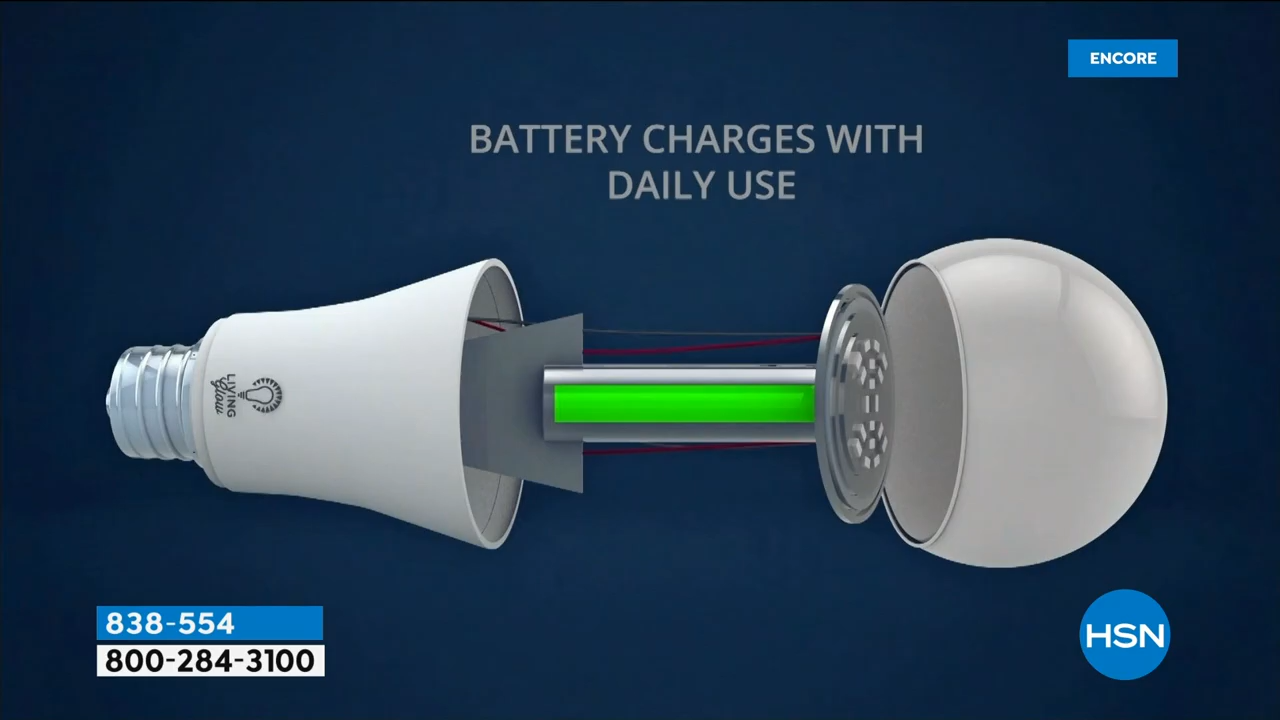 ENCORE
BATTERY CHARGES WITH
DAILY USE
LIVING
glow
838-554
800-284-3100
HSN